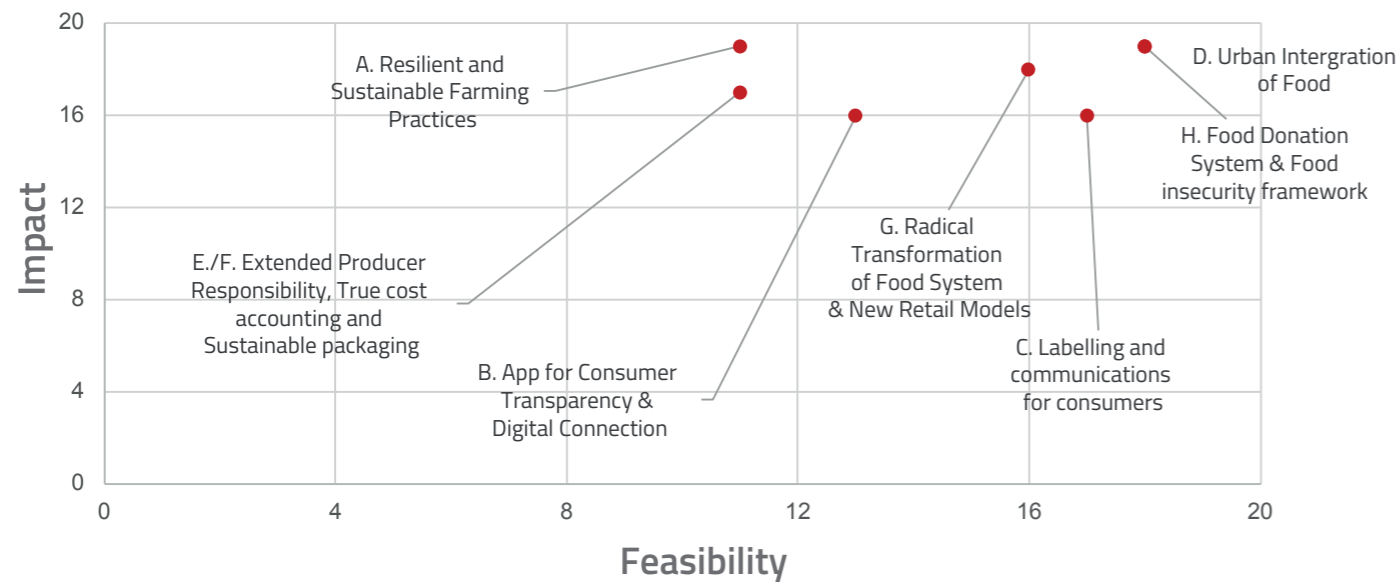 20
A. Resilient and
Sustainable Farming
Practices
D. Urban Intergration
of Food
16
H. Food Donation
System & Food
insecurity framework
12
Impact
G. Radical
Transformation
of Food System
& New Retail Models
E./F. Extended Producer
Responsibility, True cost
accounting and
Sustainable packaging
8
C. Labelling and
communications
for consumers
B. App for Consumer
Transparency &
Digital Connection
4
0
0
4
8
12
16
20
Feasibility